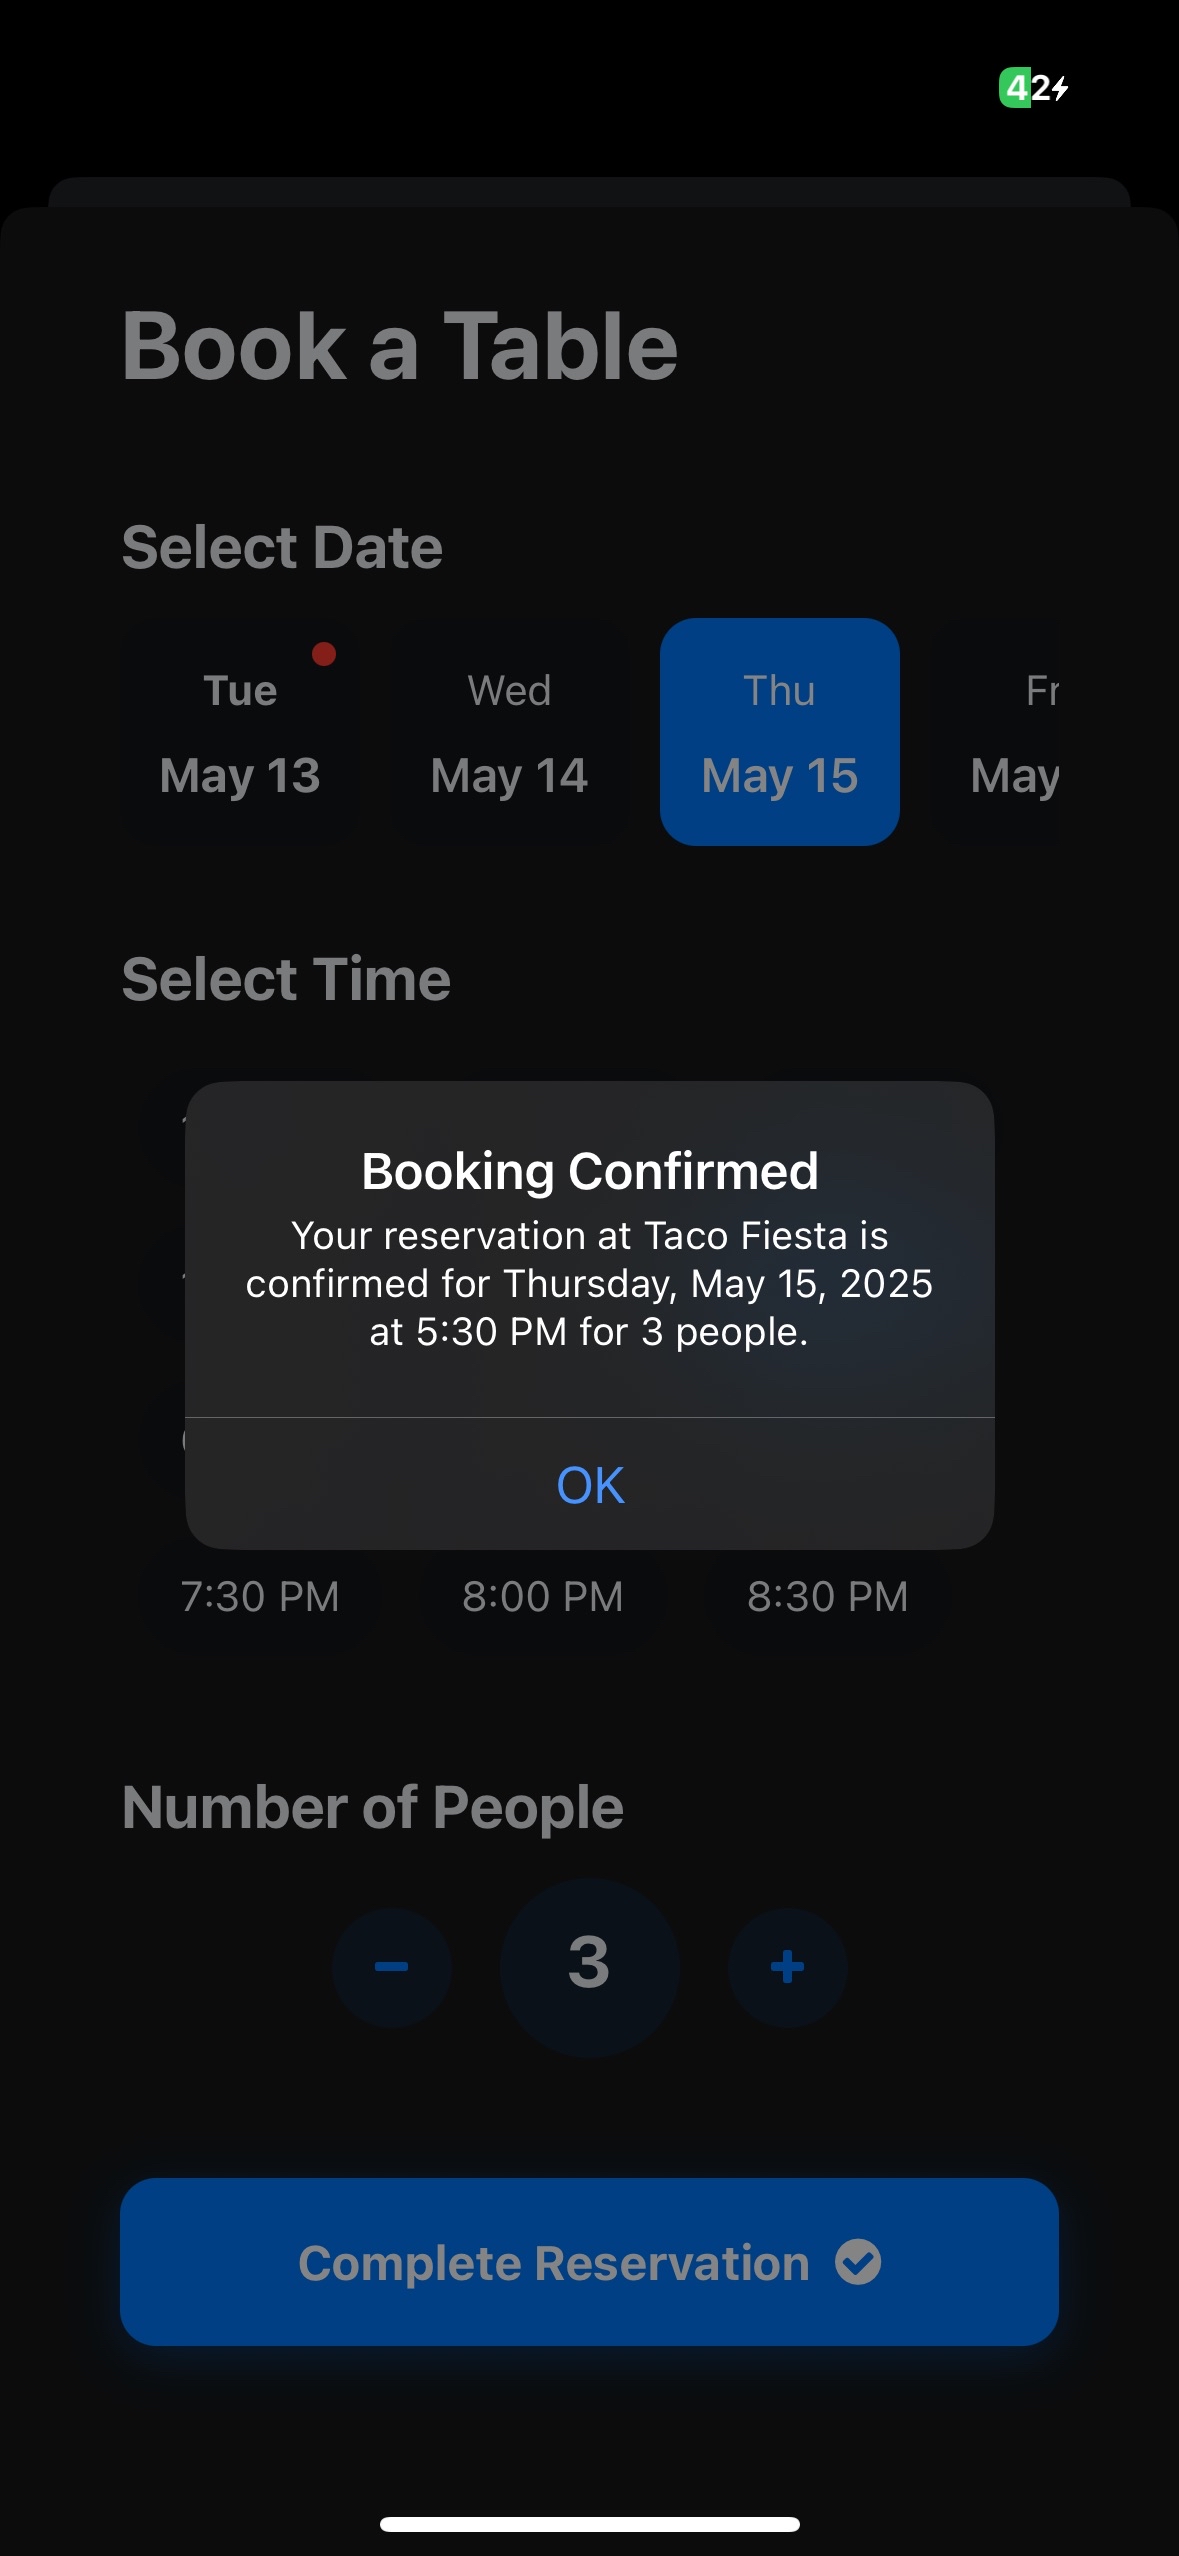 42
Book a Table
Select Date
Tue
Wed
Thu
May 13
May 14
May 15
May
Select Time
Booking Confirmed
Your reservation at Taco Fiesta is
confirmed for Thursday, May 15, 2025
at 5:30 PM for 3 people.
OK
7:30 PM 8:00 PM 8:30 PM
Number of People
3
Complete Reservation